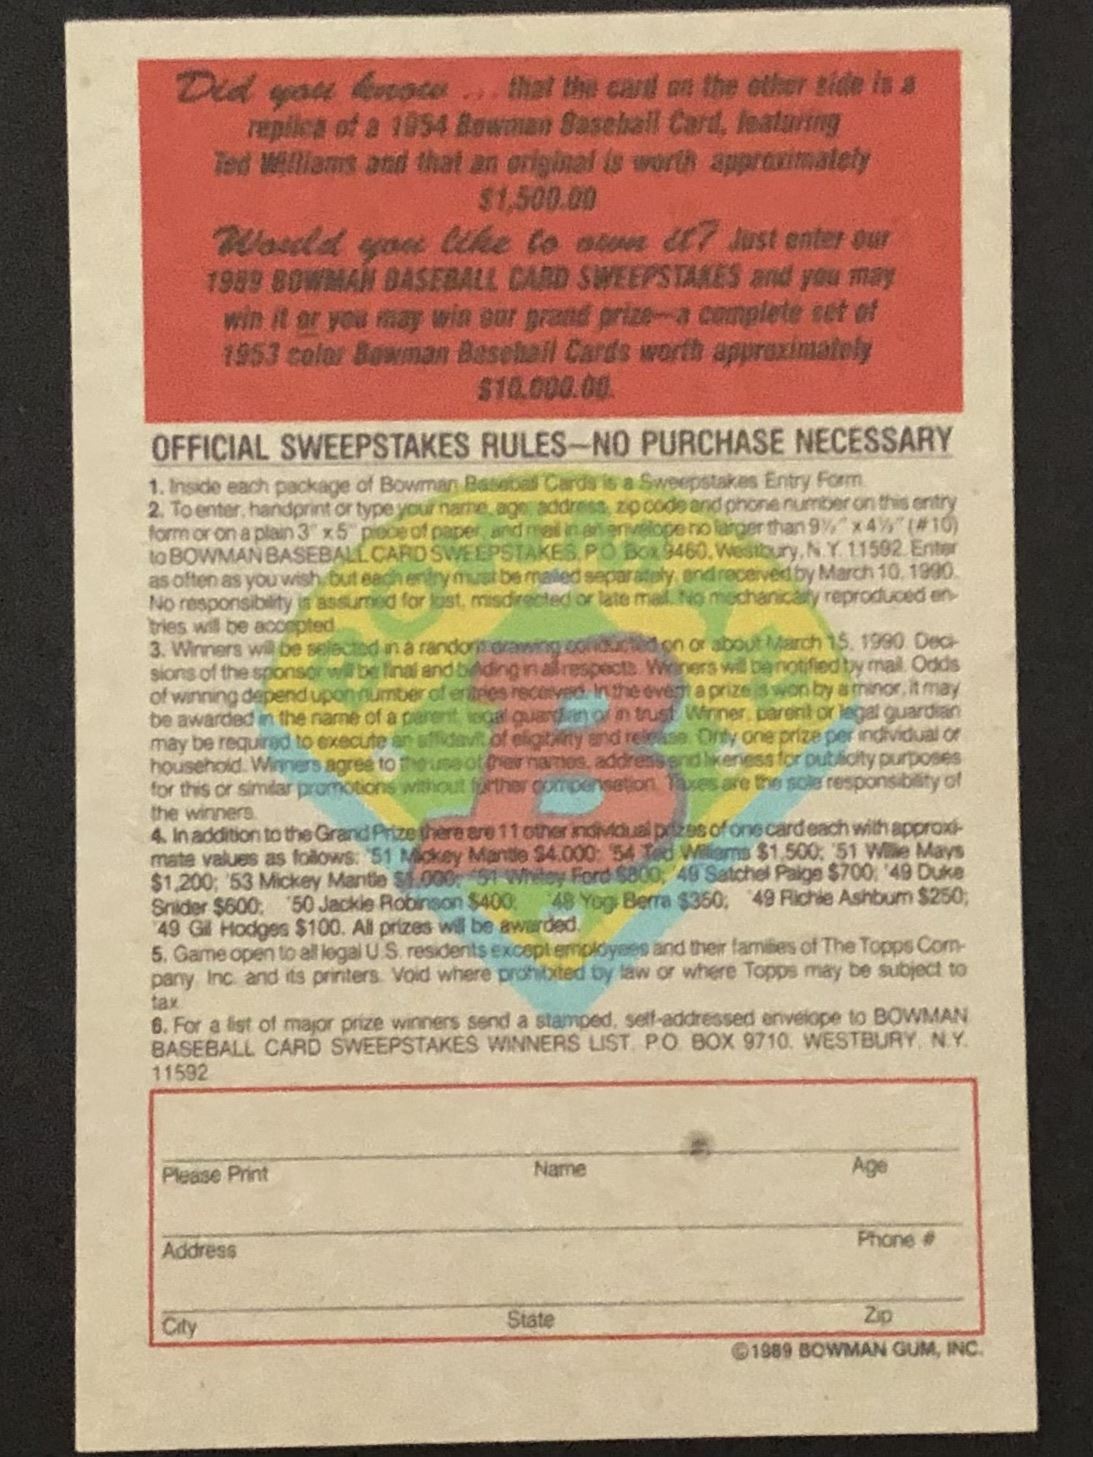 Did you know ... that the card on the other side is a
replica of a 1954 Bowman Baseball Card, featuring
Ted Williams and that an original is worth approximately
$1,500.00
Would you like to own it? Just enter our
1989 BOWMAN BASEBALL CARD SWEEPSTAKES and you may
win it or you may win our grand prize—a complete set of
1953 color Bowman Baseball Cards worth approximately
$10,000.00.
OFFICIAL SWEEPSTAKES RULES—NO PURCHASE NECESSARY
1. Inside each package of Bowman Baseball Cards is a Sweepstakes Entry Form.
2. To enter, handprint or type your name, age, address, zip code and phone number on this entry
form or on a plain 3" x 5" piece of paper, and mail in an envelope no larger than 9½" x 4½" (#10)
to BOWMAN BASEBALL CARD SWEEPSTAKES, P.O. Box 9460, Westbury, N.Y. 11592. Enter
as often as you wish, but each entry must be mailed separately, and received by March 10, 1990.
No responsibility is assumed for lost, misdirected or late mail. No mechanically reproduced en-
tries will be accepted.
3. Winners will be selected in a random drawing conducted on or about March 15, 1990. Deci-
sions of the sponsor will be final and binding in all respects. Winners will be notified by mail. Odds
of winning depend upon number of entries received. In the event a prize is won by a minor, it may
be awarded in the name of a parent, legal guardian or in trust. Winner, parent or legal guardian
may be required to execute an affidavit of eligibility and release. Only one prize per individual or
household. Winners agree to the use of their names, address and likeness for publicity purposes
for this or similar promotions without further compensation. Taxes are the sole responsibility of
the winners.
4. In addition to the Grand Prize there are 11 other individual prizes of one card each with approxi-
mate values as follows: '51 Mickey Mantle $4,000; '54 Ted Williams $1,500; '51 Willie Mays
$1,200; '53 Mickey Mantle $1,000; '51 Whitey Ford $800; '49 Satchel Paige $700; '49 Duke
Snider $600; '50 Jackie Robinson $400; '48 Yogi Berra $350; '49 Richie Ashburn $250;
'49 Gil Hodges $100. All prizes will be awarded.
5. Game open to all legal U.S. residents except employees and their families of The Topps Com-
pany, Inc. and its printers. Void where prohibited by law or where Topps may be subject to
tax.
6. For a list of major prize winners send a stamped, self-addressed envelope to BOWMAN
BASEBALL CARD SWEEPSTAKES WINNERS LIST, P.O. BOX 9710, WESTBURY, N.Y.
11592
B
Please Print Name Age
Address Phone #
City State Zip
©1989 BOWMAN GUM, INC.